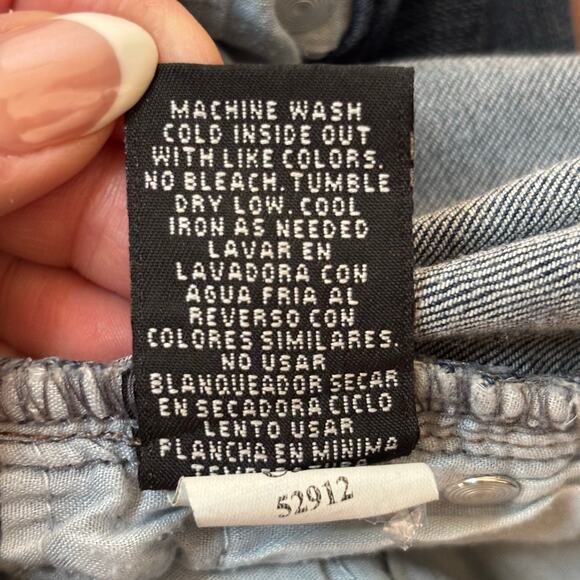 MACHINE WASH
COLD INSIDE OUT
WITH LIKE COLORS.
NO BLEACH. TUMBLE
DRY LOW. COOL
IRON AS NEEDED
LAVAR EN
LAVADORA CON
AGUA FRIA AL
REVERSO CON
COLORES SIMILARES.
NO USAR
BLANQUEADOR SECAR
EN SECADORA CICLO
LENTO USAR
PLANCHA EN MINIMA
52912